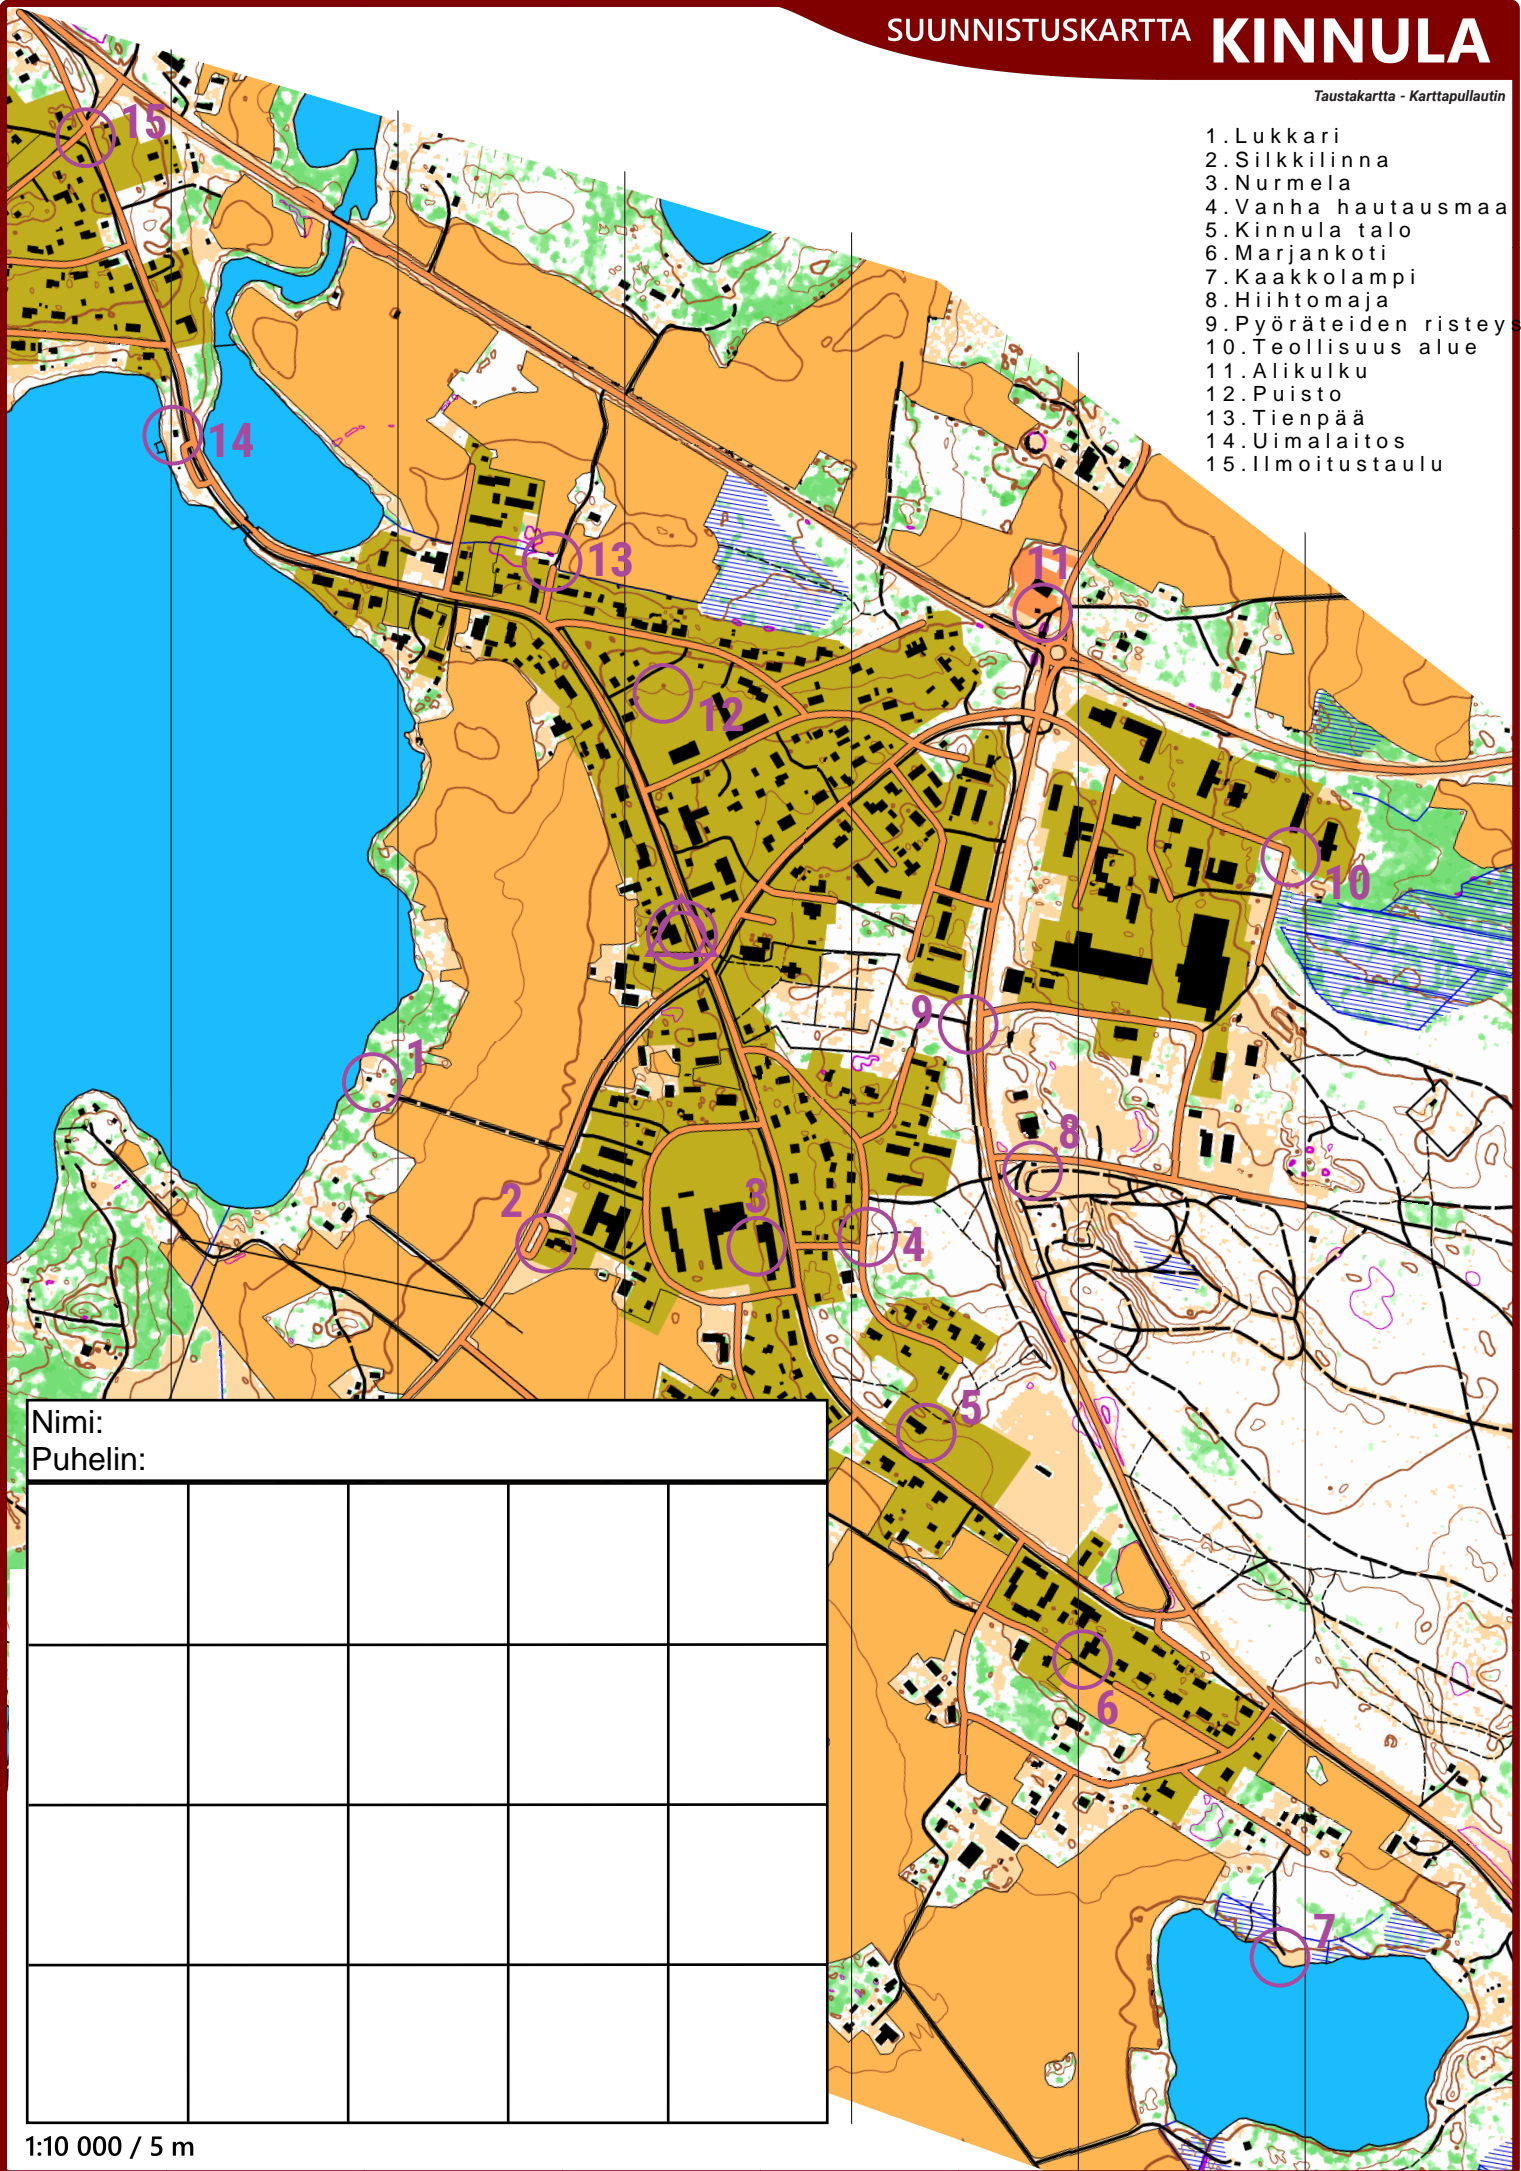 SUUNNISTUSKARTTA KINNULA
Taustakartta - Karttapullautin
1.Lukkari
2.Silkkilinna
3.Nurmela
4.Vanha hautausmaa
5.Kinnula talo
6.Marjankoti
7.Kaakkolampi
8.Hiihtomaja
9.Pyöräteiden risteys
10.Teollisuus alue
11.Alikulku
12.Puisto
13.Tienpää
14.Uimalaitos
15.Ilmoitustaulu
15
14
13
11
12
10
9
1
8
2
3
4
5
6
7
Nimi:
Puhelin:
1:10 000 / 5 m